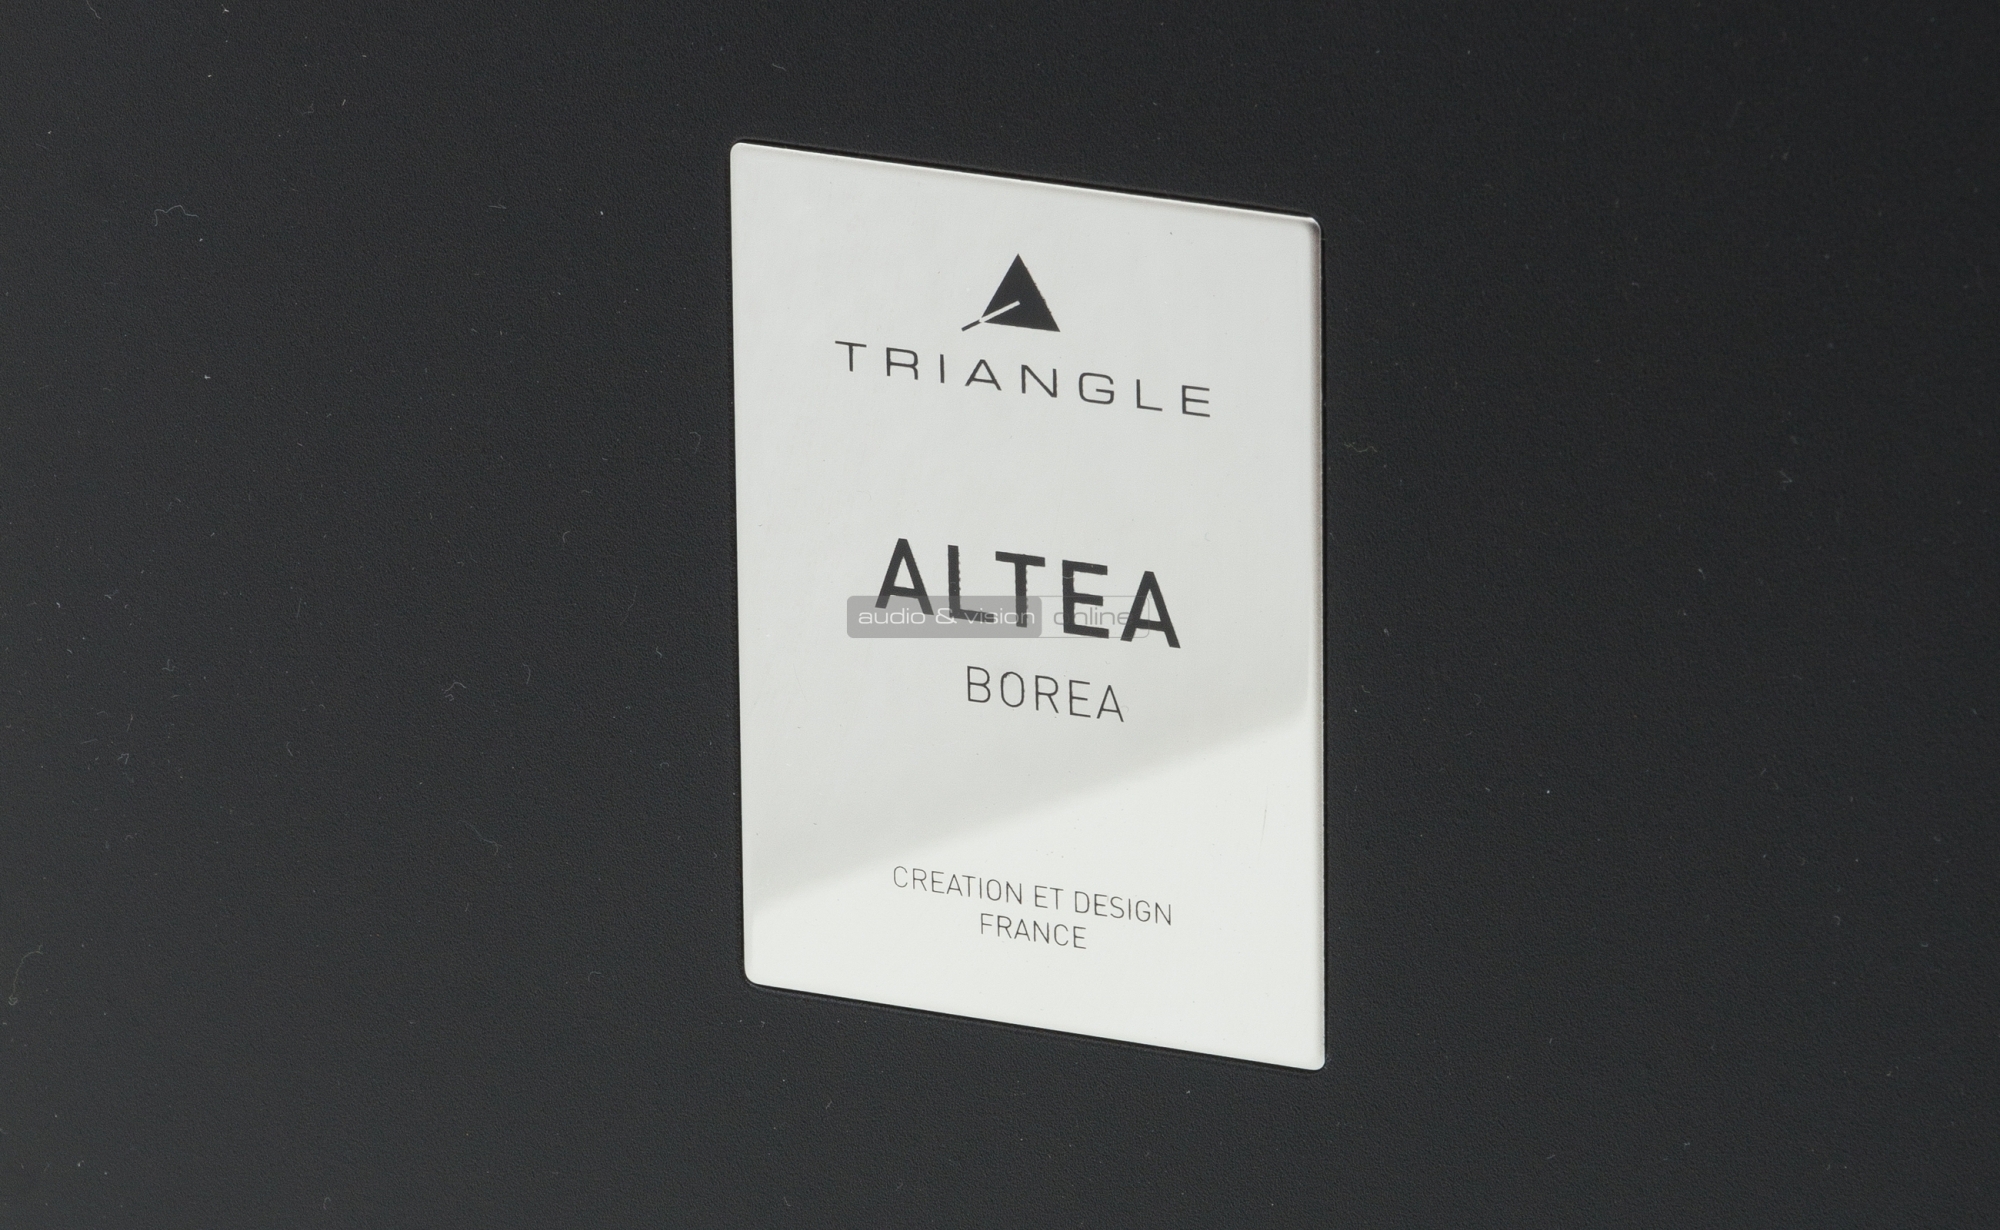 TRIANGLE
ALTEA
audio & vision online
BOREA
CREATION ET DESIGN
FRANCE